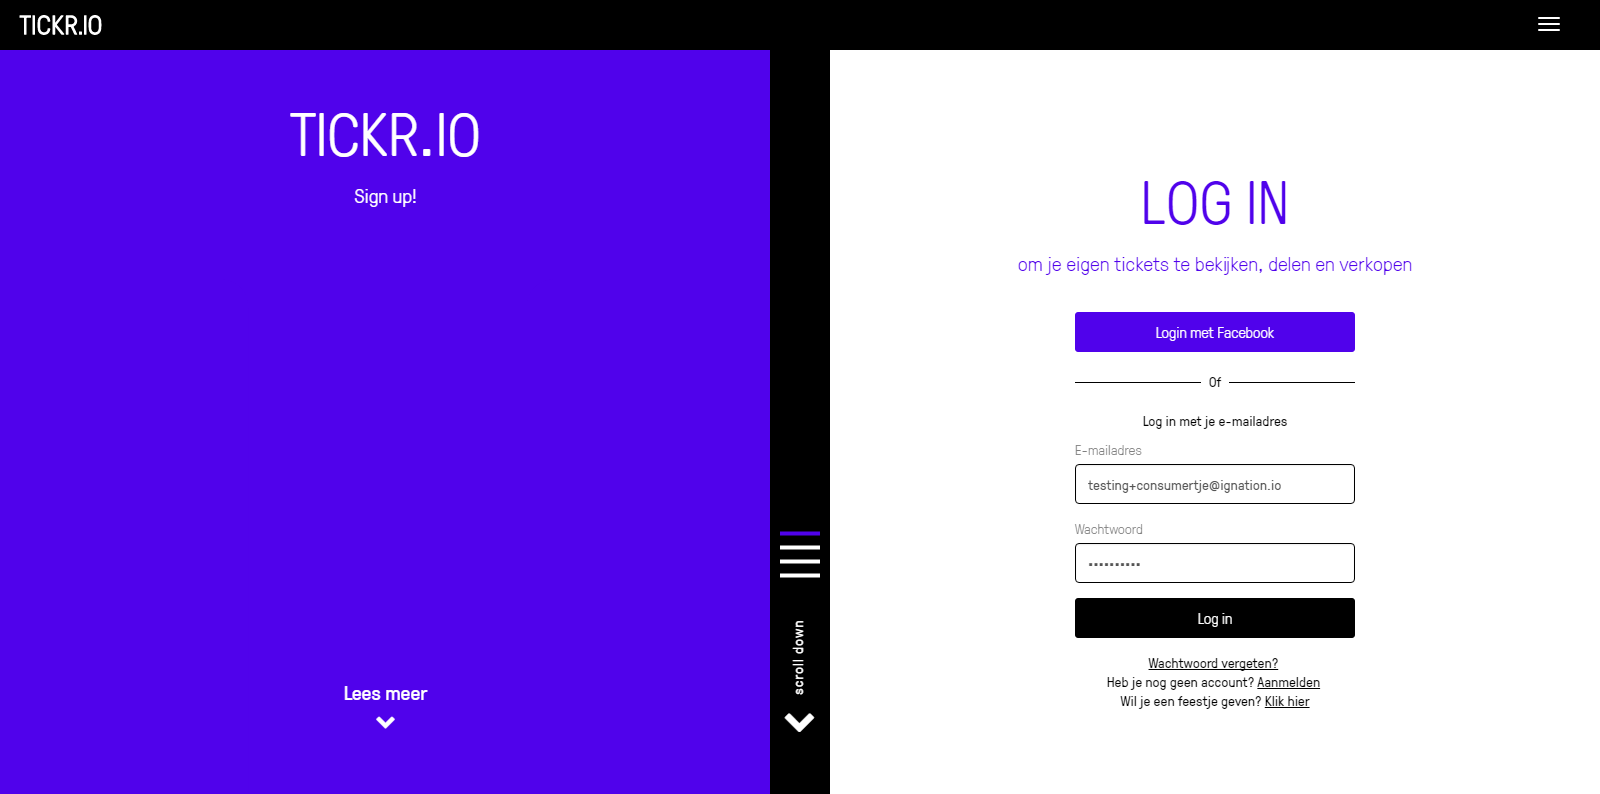 TICKR.IO
TICKR.IO
Sign up!
Lees meer
scroll down
LOG IN
om je eigen tickets te bekijken, delen en verkopen
Login met Facebook
Of
Log in met je e-mailadres
E-mailadres
testing+consumertje@ignation.io
Wachtwoord
••••••••••
Log in
Wachtwoord vergeten?
Heb je nog geen account? Aanmelden
Wil je een feestje geven? Klik hier